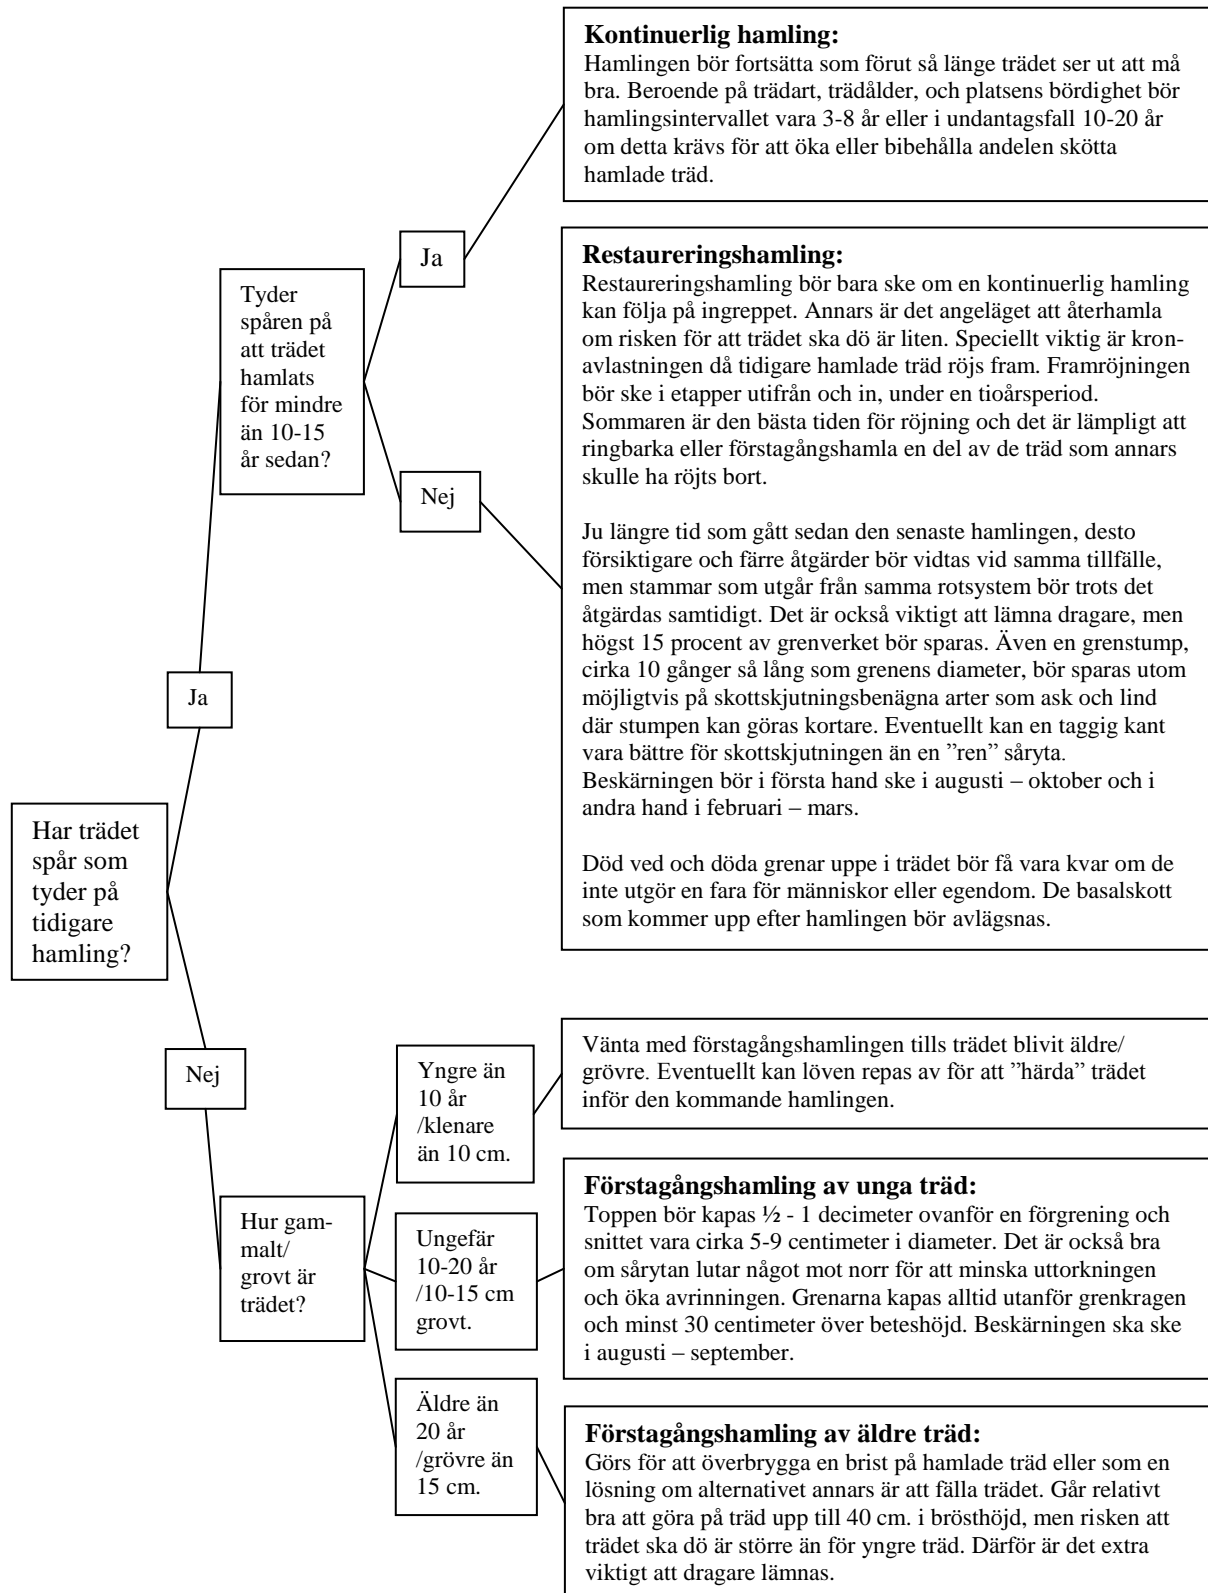 Har trädet
spår som
tyder på
tidigare
hamling?
Ja
Tyder
spåren på
att trädet
hamlats
för mindre
än 10-15
år sedan?
Ja
Kontinuerlig hamling:
Hamlingen bör fortsätta som förut så länge trädet ser ut att må
bra. Beroende på trädart, trädålder, och platsens bördighet bör
hamlingsintervallet vara 3-8 år eller i undantagsfall 10-20 år
om detta krävs för att öka eller bibehålla andelen skötta
hamlade träd.
Nej
Restaureringshamling:
Restaureringshamling bör bara ske om en kontinuerlig hamling
kan följa på ingreppet. Annars är det angeläget att återhamla
om risken för att trädet ska dö är liten. Speciellt viktig är kron-
avlastningen då tidigare hamlade träd röjs fram. Framröjningen
bör ske i etapper utifrån och in, under en tioårsperiod.
Sommaren är den bästa tiden för röjning och det är lämpligt att
ringbarka eller förstagångshamla en del av de träd som annars
skulle ha röjts bort.
Ju längre tid som gått sedan den senaste hamlingen, desto
försiktigare och färre åtgärder bör vidtas vid samma tillfälle,
men stammar som utgår från samma rotsystem bör trots det
åtgärdas samtidigt. Det är också viktigt att lämna dragare, men
högst 15 procent av grenverket bör sparas. Även en grenstump,
cirka 10 gånger så lång som grenens diameter, bör sparas utom
möjligtvis på skottskjutningsbenägna arter som ask och lind
där stumpen kan göras kortare. Eventuellt kan en taggig kant
vara bättre för skottskjutningen än en ”ren” såryta.
Beskärningen bör i första hand ske i augusti – oktober och i
andra hand i februari – mars.
Död ved och döda grenar uppe i trädet bör få vara kvar om de
inte utgör en fara för människor eller egendom. De basalskott
som kommer upp efter hamlingen bör avlägsnas.
Nej
Hur gam-
malt/
grovt är
trädet?
Yngre än
10 år
/klenare
än 10 cm.
Vänta med förstagångshamlingen tills trädet blivit äldre/
grövre. Eventuellt kan löven repas av för att ”härda” trädet
inför den kommande hamlingen.
Ungefär
10-20 år
/10-15 cm
grovt.
Förstagångshamling av unga träd:
Toppen bör kapas ½ - 1 decimeter ovanför en förgrening och
snittet vara cirka 5-9 centimeter i diameter. Det är också bra
om sårytan lutar något mot norr för att minska uttorkningen
och öka avrinningen. Grenarna kapas alltid utanför grenkragen
och minst 30 centimeter över beteshöjd. Beskärningen ska ske
i augusti – september.
Äldre än
20 år
/grövre än
15 cm.
Förstagångshamling av äldre träd:
Görs för att överbrygga en brist på hamlade träd eller som en
lösning om alternativet annars är att fälla trädet. Går relativt
bra att göra på träd upp till 40 cm. i brösthöjd, men risken att
trädet ska dö är större än för yngre träd. Därför är det extra
viktigt att dragare lämnas.